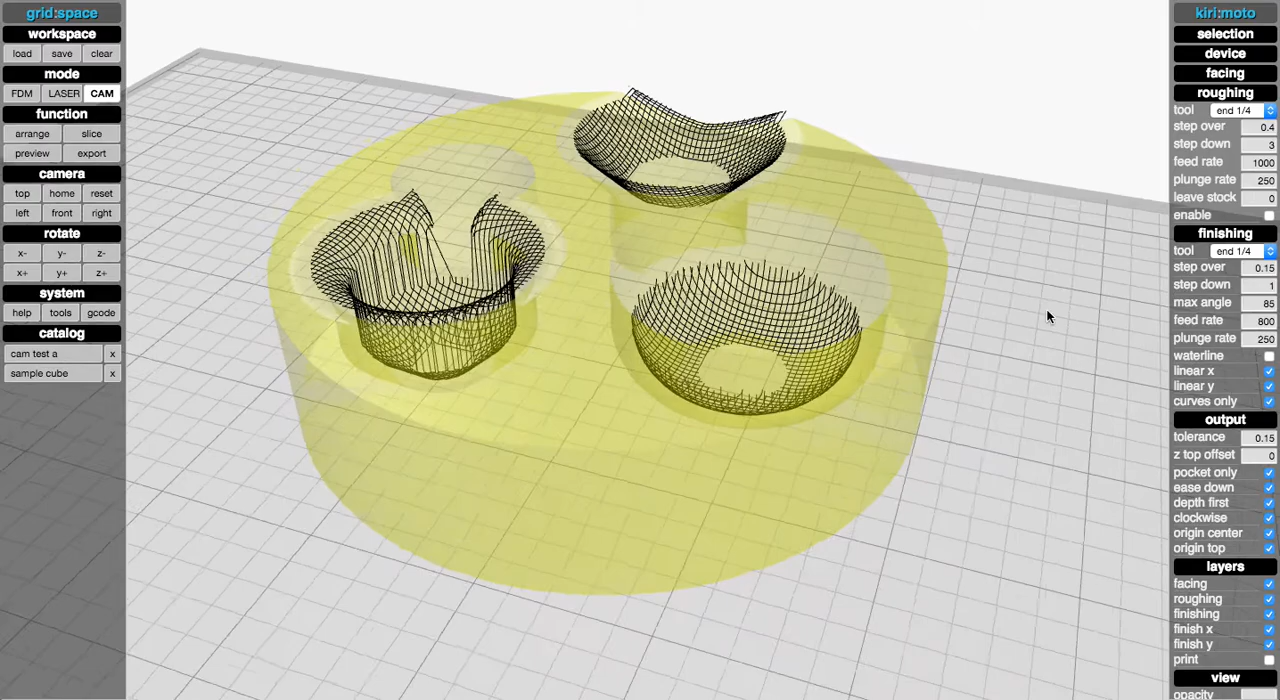 grid:space
workspace
load save clear
mode
FDM LASER CAM
function
arrange slice
preview export
camera
top home reset
left front right
rotate
x- y- z-
x+ y+ z+
system
help tools gcode
catalog
cam test a x
sample cube x
kiri:moto
selection
device
facing
roughing
tool end 1/4
step over 0.4
step down 3
feed rate 1000
plunge rate 250
leave stock 0
enable
finishing
tool end 1/4
step over 0.15
step down 1
max angle 85
feed rate 800
plunge rate 250
waterline
linear x
linear y
curves only
output
tolerance 0.15
z top offset 0
pocket only
ease down
depth first
clockwise
origin center
origin top
layers
facing
roughing
finishing
finish x
finish y
print
view
opacity